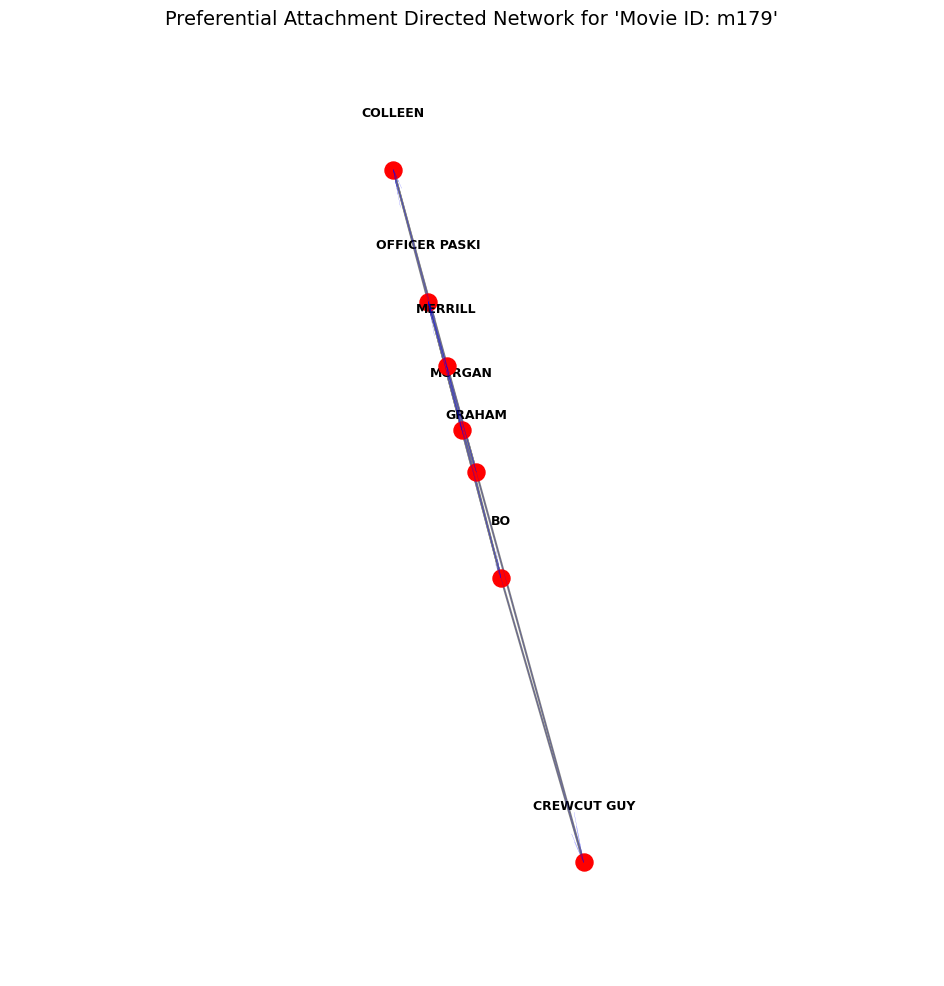 Preferential Attachment Directed Network for 'Movie ID: m179'
COLLEEN
OFFICER PASKI
MERRILL
MORGAN
GRAHAM
BO
CREWCUT GUY